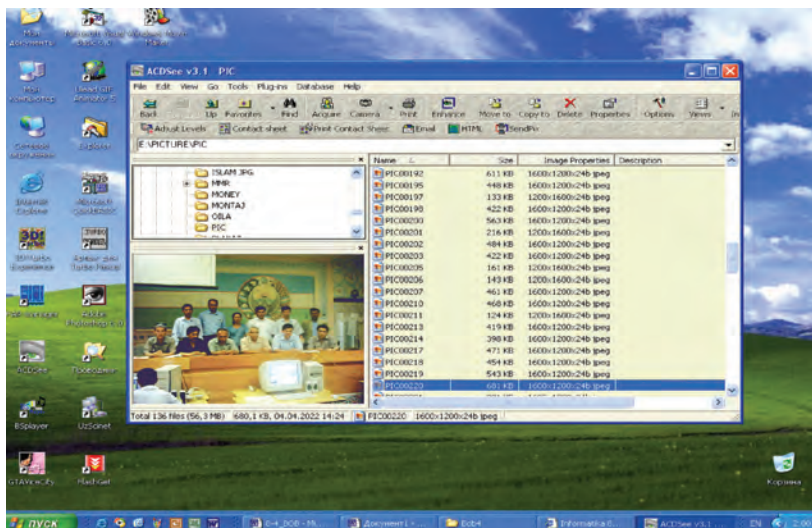 ACDSee v3.1 PIC
File Edit View Go Tools Plug-ins Database Help
Back Up Favorites Find Acquire Camera Print Enhance Move to Copy to Delete Properties Options Views
Adjust Levels Contact sheet Print Contact Sheet Email HTML SendPix
E:\PICTURE\PIC
Name Size Image Properties Description
ISLAM JPG
MMR
MONEY
MONTAJ
OILA
PIC
PIC00192 611 KB 1600x1200x24b jpeg
PIC00195 448 KB 1600x1200x24b jpeg
PIC00197 133 KB 1200x1600x24b jpeg
PIC00198 422 KB 1600x1200x24b jpeg
PIC00200 563 KB 1600x1200x24b jpeg
PIC00201 216 KB 1200x1600x24b jpeg
PIC00202 484 KB 1600x1200x24b jpeg
PIC00203 422 KB 1600x1200x24b jpeg
PIC00205 161 KB 1200x1600x24b jpeg
PIC00206 143 KB 1200x1600x24b jpeg
PIC00207 461 KB 1600x1200x24b jpeg
PIC00210 468 KB 1600x1200x24b jpeg
PIC00211 124 KB 1200x1600x24b jpeg
PIC00213 419 KB 1600x1200x24b jpeg
PIC00214 398 KB 1600x1200x24b jpeg
PIC00217 471 KB 1600x1200x24b jpeg
PIC00218 454 KB 1600x1200x24b jpeg
PIC00219 543 KB 1600x1200x24b jpeg
PIC00220 681 KB 1600x1200x24b jpeg
Total 136 files (56,3 MB) 680,1 KB, 04.04.2022 14:24 PIC00220 1600x1200x24b jpeg
ACDSee
Проводник
BSplayer
UzSciNet
FlashGet
Корзина
пуск Документ1 - Dob4 Informatika ACDSee v3.1 EN